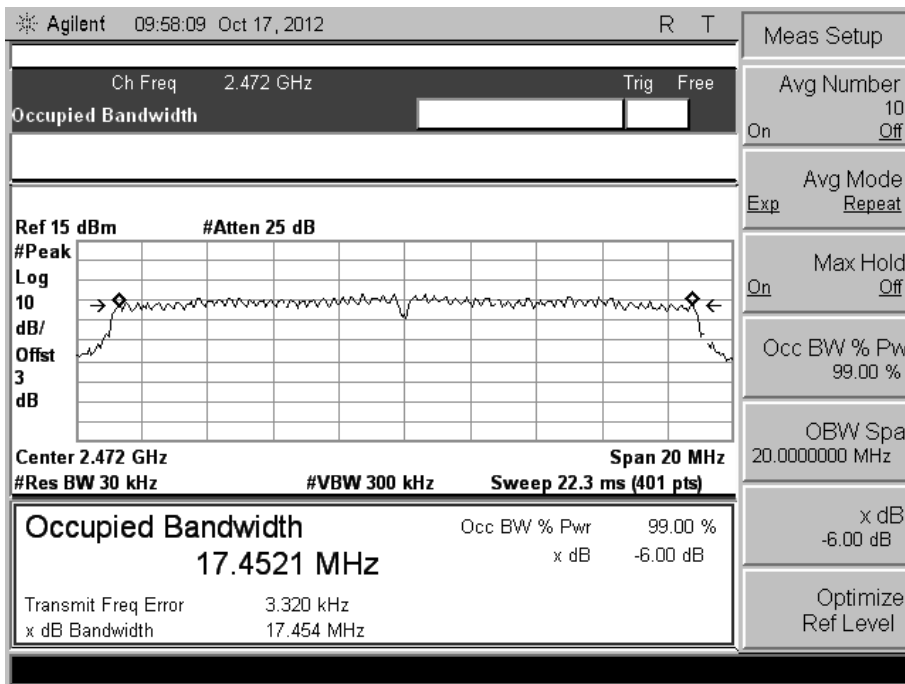 Agilent 09:58:09 Oct 17, 2012 R T
Ch Freq 2.472 GHz Trig Free
Occupied Bandwidth
Ref 15 dBm #Atten 25 dB
#Peak
Log
10
dB/
Offst
3
dB
Center 2.472 GHz Span 20 MHz
#Res BW 30 kHz #VBW 300 kHz Sweep 22.3 ms (401 pts)
Occupied Bandwidth
17.4521 MHz
Occ BW % Pwr 99.00 %
x dB -6.00 dB
Transmit Freq Error 3.320 kHz
x dB Bandwidth 17.454 MHz
Meas Setup
Avg Number
10
On Off
Avg Mode
Exp Repeat
Max Hold
On Off
Occ BW % Pw
99.00 %
OBW Spa
20.0000000 MHz
x dB
-6.00 dB
Optimize
Ref Level